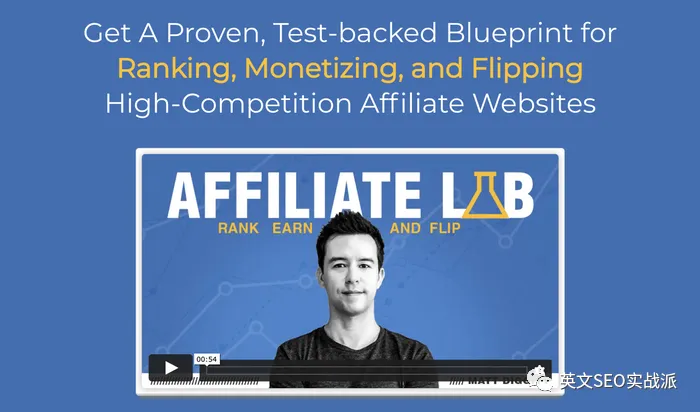 Get A Proven, Test-backed Blueprint for
Ranking, Monetizing, and Flipping
High-Competition Affiliate Websites
AFFILIATE LAB
RANK EARN AND FLIP
00:54
MATT
英文SEO实战派